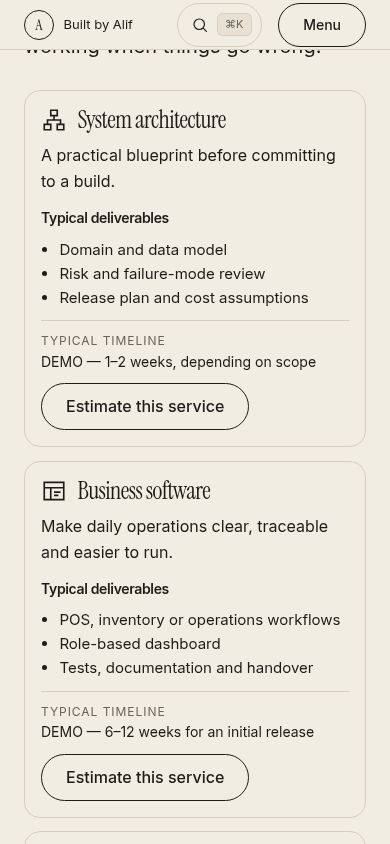 A Built by Alif ⌘K Menu
working when things go wrong.
System architecture
A practical blueprint before committing
to a build.
Typical deliverables
• Domain and data model
• Risk and failure-mode review
• Release plan and cost assumptions
TYPICAL TIMELINE
DEMO — 1–2 weeks, depending on scope
Estimate this service
Business software
Make daily operations clear, traceable
and easier to run.
Typical deliverables
• POS, inventory or operations workflows
• Role-based dashboard
• Tests, documentation and handover
TYPICAL TIMELINE
DEMO — 6–12 weeks for an initial release
Estimate this service